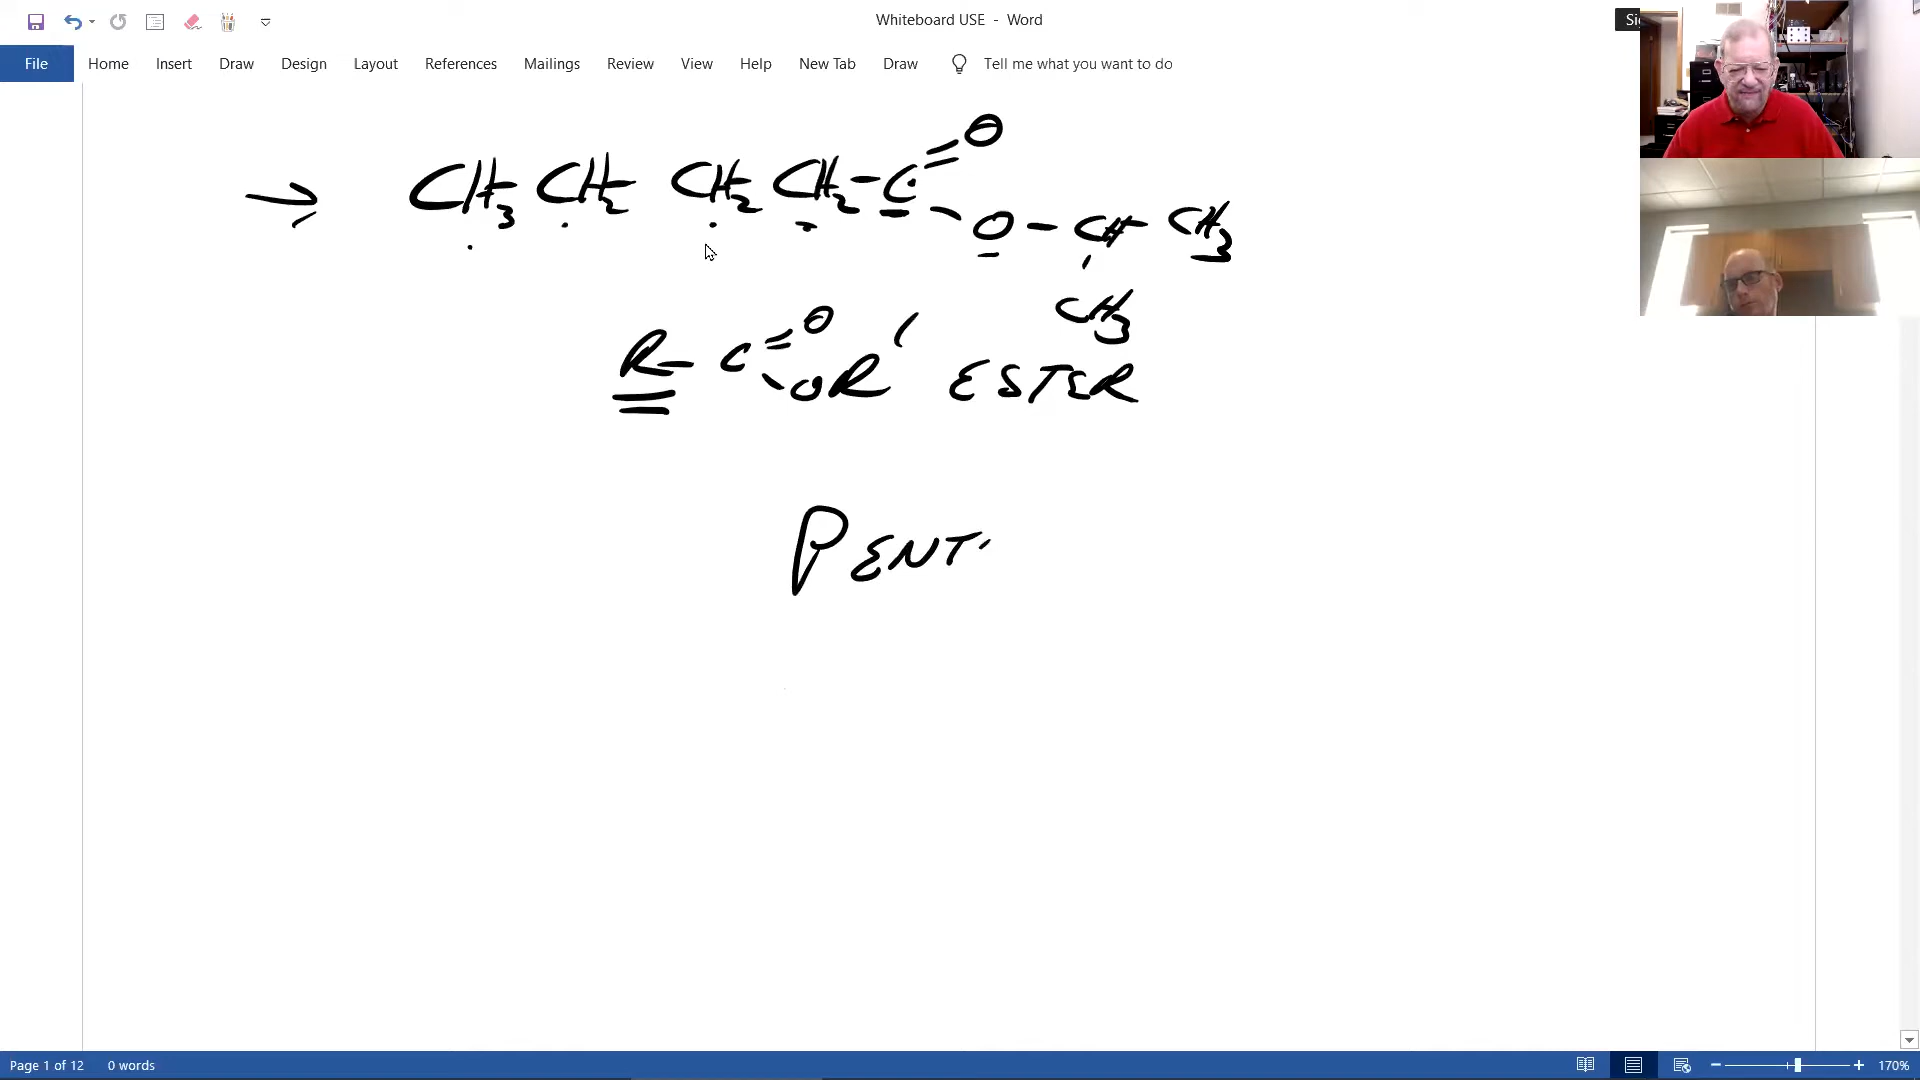 Whiteboard USE - Word
File Home Insert Draw Design Layout References Mailings Review View Help New Tab Draw Tell me what you want to do
O
CH3 CH2 CH2 CH2-C=
O-CH CH3
CH3
O
R-C= OR' ESTER
PENT
Page 1 of 12 0 words 170%